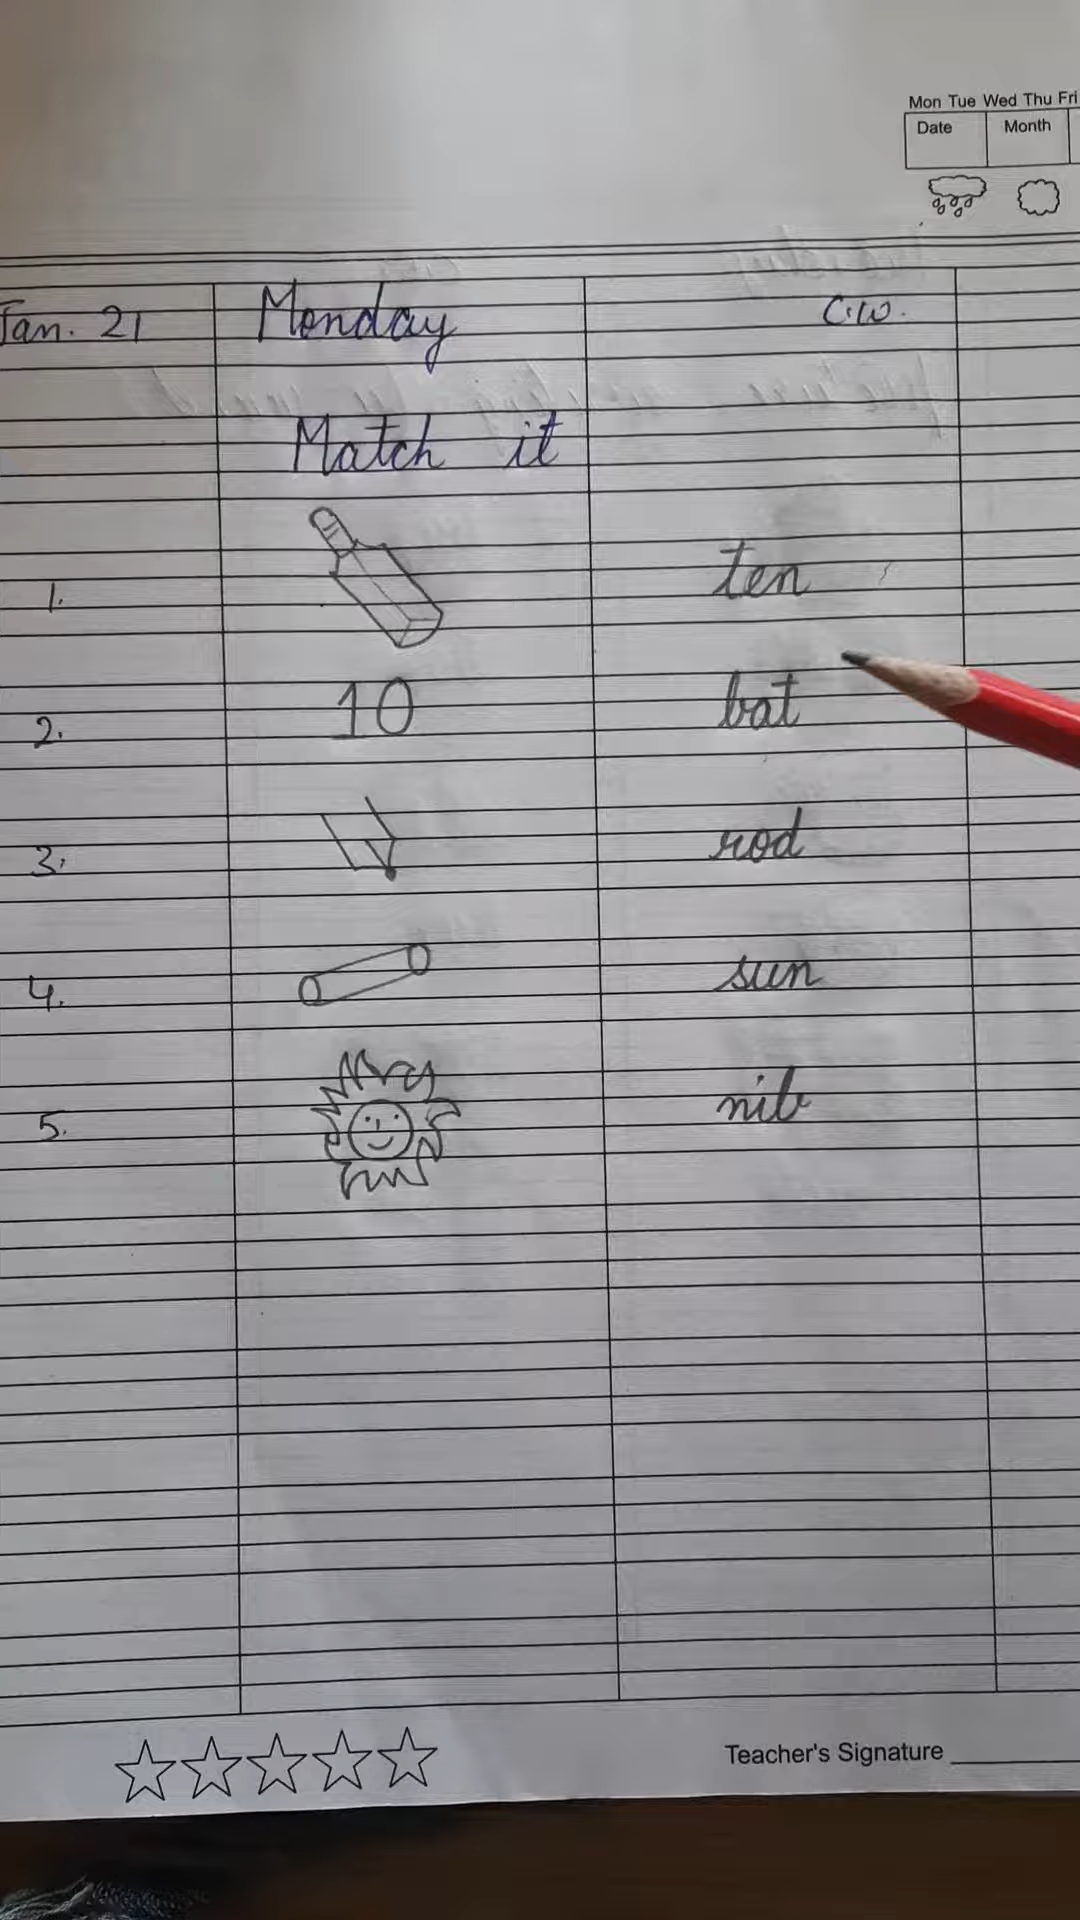 Mon Tue Wed Thu Fri
Date Month
Jan. 21 Monday C.W.
Match it
1. ten
2. 10 bat
3. rod
4. sun
5. nib
Teacher's Signature